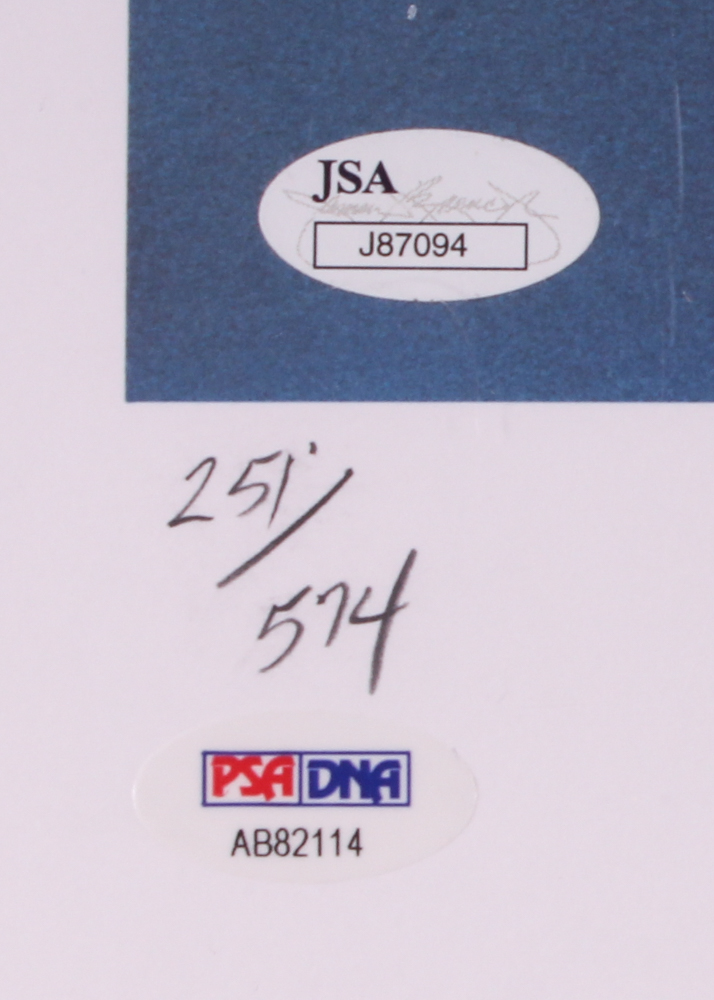 JSA
J87094
251/
574
PSA DNA
AB82114